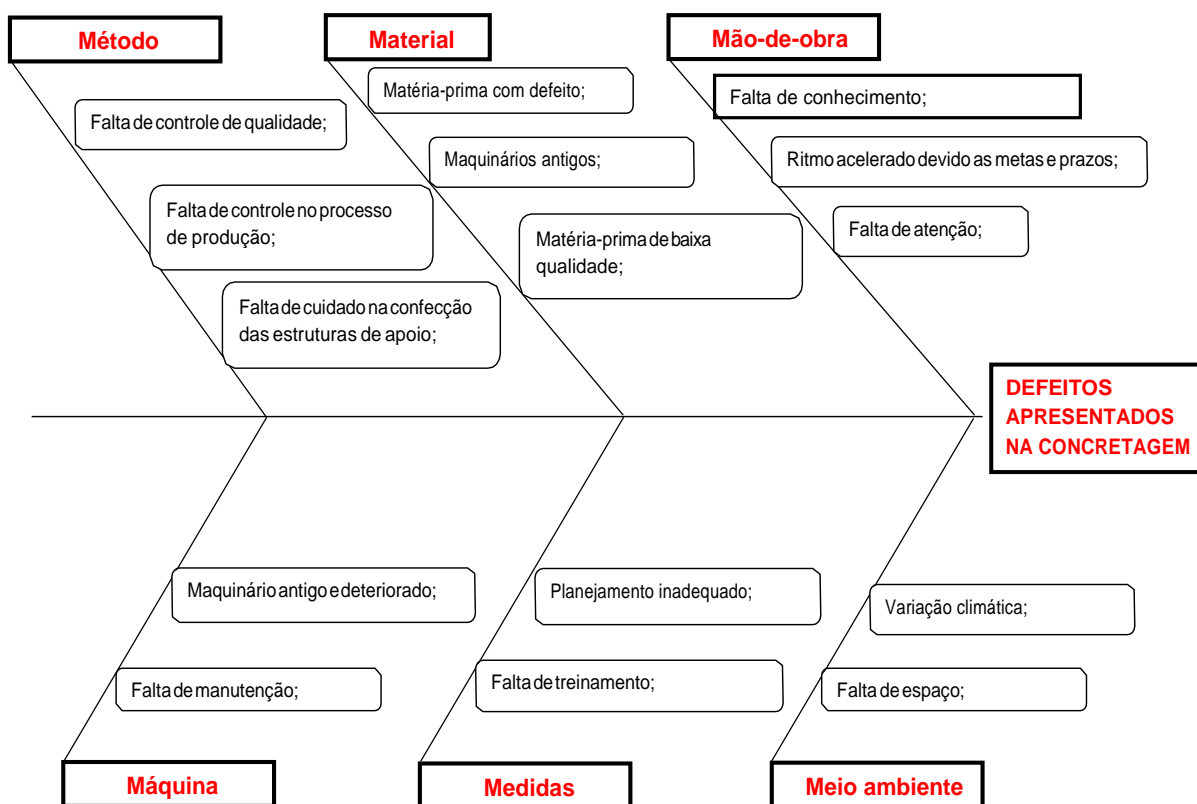 Método
Material
Mão-de-obra
Matéria-prima com defeito;
Falta de conhecimento;
Falta de controle de qualidade;
Maquinários antigos;
Ritmo acelerado devido as metas e prazos;
Falta de controle no processo
de produção;
Matéria-prima de baixa
qualidade;
Falta de atenção;
Falta de cuidado na confecção
das estruturas de apoio;
DEFEITOS
APRESENTADOS
NA CONCRETAGEM
Maquinário antigo e deteriorado;
Planejamento inadequado;
Variação climática;
Falta de manutenção;
Falta de treinamento;
Falta de espaço;
Máquina
Medidas
Meio ambiente